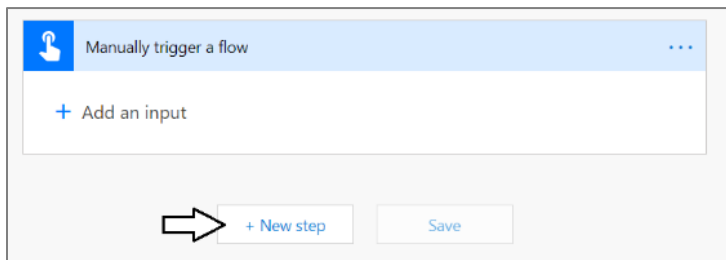 Manually trigger a flow
+ Add an input
+ New step
Save